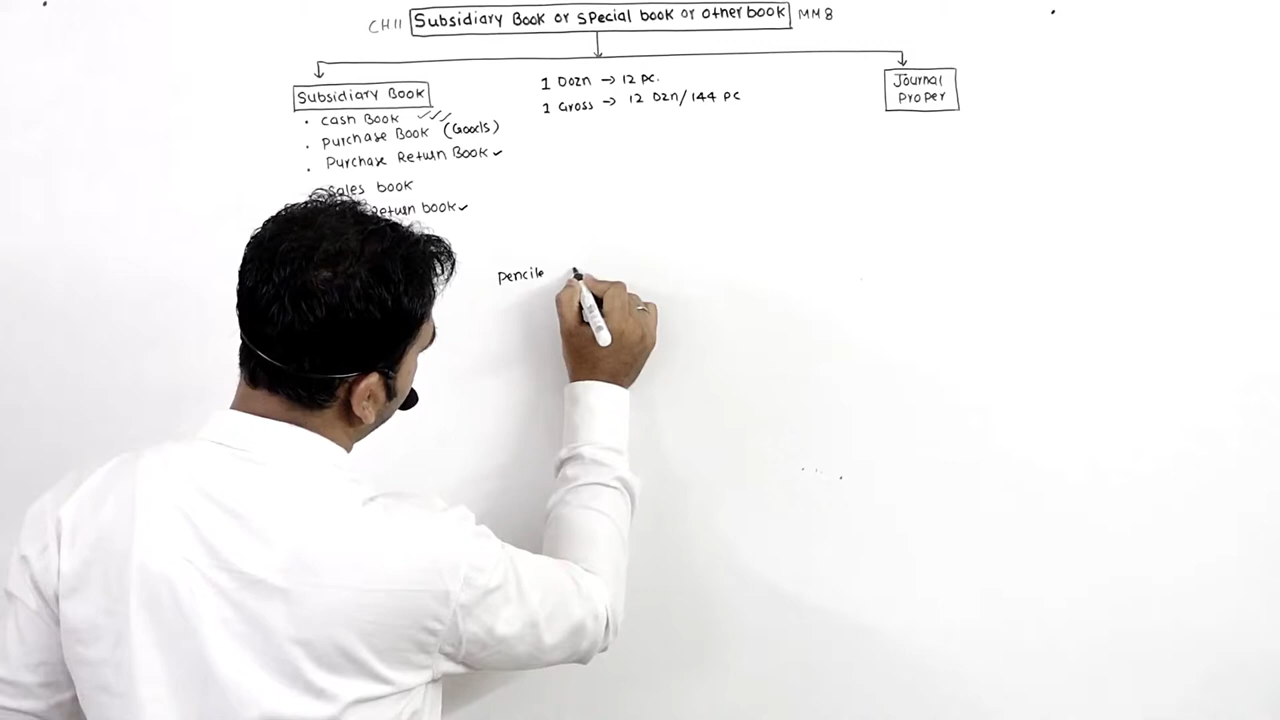 CH11 Subsidiary Book or special book or other book MM 8
Subsidiary Book
• Cash Book
• Purchase Book (Goods)
• Purchase Return Book
Sales book
Return book
1 Dozn → 12 pc.
1 Gross → 12 Dzn/144 pc
pencile
Journal
Proper